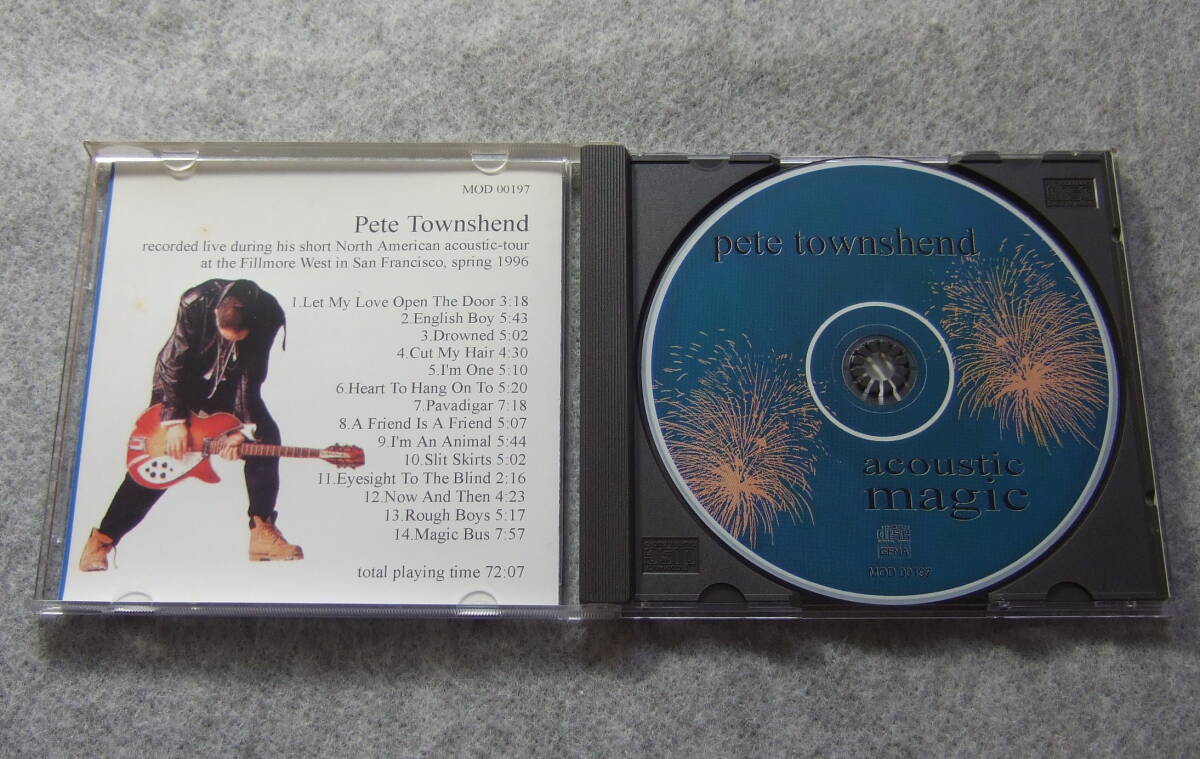 MOD 00197
Pete Townshend
recorded live during his short North American acoustic-tour
at the Fillmore West in San Francisco, spring 1996
1.Let My Love Open The Door 3:18
2.English Boy 5:43
3.Drowned 5:02
4.Cut My Hair 4:30
5.I'm One 5:10
6.Heart To Hang On To 5:20
7.Pavadigar 7:18
8.A Friend Is A Friend 5:07
9.I'm An Animal 5:44
10.Slit Skirts 5:02
11.Eyesight To The Blind 2:16
12.Now And Then 4:23
13.Rough Boys 5:17
14.Magic Bus 7:57
total playing time 72:07
pete townshend
acoustic
magic
disc
GEMA
MOD 00197